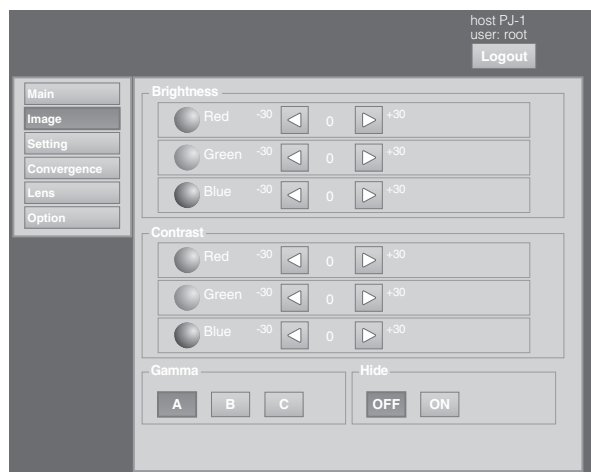 host PJ-1
user: root
Logout
Main
Image
Setting
Convergence
Lens
Option
Brightness
Red -30 0 +30
Green -30 0 +30
Blue -30 0 +30
Contrast
Red -30 0 +30
Green -30 0 +30
Blue -30 0 +30
Gamma
A B C
Hide
OFF ON